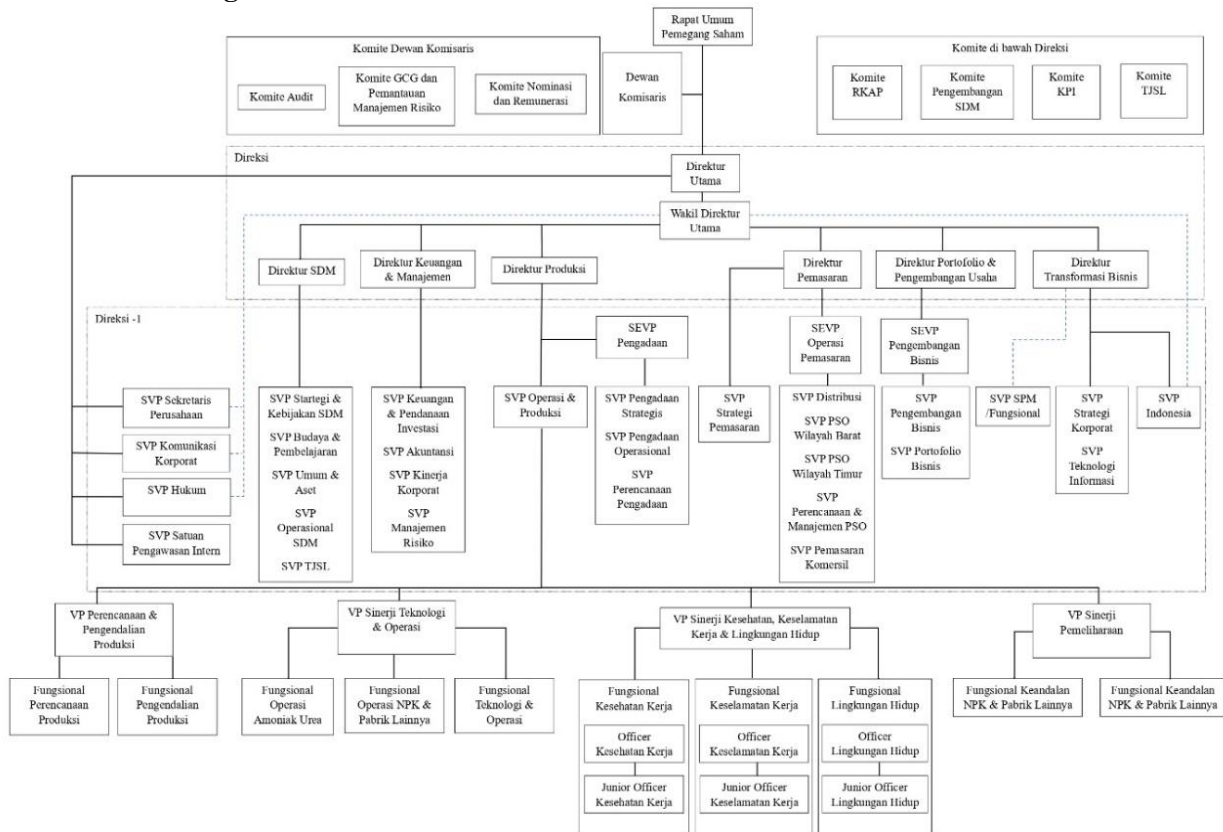 Rapat Umum
Pemegang Saham
Komite Dewan Komisaris
Komite Audit
Komite GCG dan
Pemantauan
Manajemen Risiko
Komite Nominasi
dan Remunerasi
Dewan
Komisaris
Komite di bawah Direksi
Komite
RKAP
Komite
Pengembangan
SDM
Komite
KPI
Komite
TJSL
Direksi
Direktur
Utama
Wakil Direktur
Utama
Direktur SDM
Direktur Keuangan
& Manajemen
Direktur Produksi
Direktur
Pemasaran
Direktur Portofolio &
Pengembangan Usaha
Direktur
Transformasi Bisnis
Direksi -1
SEVP
Pengadaan
SEVP
Operasi
Pemasaran
SEVP
Pengembangan
Bisnis
SVP Sekretaris
Perusahaan
SVP Komunikasi
Korporat
SVP Hukum
SVP Satuan
Pengawasan Intern
SVP Startegi &
Kebijakan SDM
SVP Budaya &
Pembelajaran
SVP Umum &
Aset
SVP
Operasional
SDM
SVP TJSL
SVP Keuangan
& Pendanaan
Investasi
SVP Akuntansi
SVP Kinerja
Korporat
SVP
Manajemen
Risiko
SVP Operasi &
Produksi
SVP Pengadaan
Strategis
SVP Pengadaan
Operasional
SVP
Perencanaan
Pengadaan
SVP
Strategi
Pemasaran
SVP Distribusi
SVP PSO
Wilayah Barat
SVP PSO
Wilayah Timur
SVP
Perencanaan &
Manajemen PSO
SVP Pemasaran
Komersil
SVP
Pengembangan
Bisnis
SVP Portofolio
Bisnis
SVP SPM
/Fungsional
SVP
Strategi
Korporat
SVP
Teknologi
Informasi
SVP
Indonesia
VP Perencanaan &
Pengendalian
Produksi
Fungsional
Perencanaan
Produksi
Fungsional
Pengendalian
Produksi
VP Sinerji Teknologi
& Operasi
Fungsional
Operasi
Amoniak Urea
Fungsional
Operasi NPK &
Pabrik Lainnya
Fungsional
Teknologi &
Operasi
VP Sinerji Kesehatan, Keselamatan
Kerja & Lingkungan Hidup
Fungsional
Kesehatan Kerja
Officer
Kesehatan Kerja
Junior Officer
Kesehatan Kerja
Fungsional
Keselamatan Kerja
Officer
Keselamatan Kerja
Junior Officer
Keselamatan Kerja
Fungsional
Lingkungan Hidup
Officer
Lingkungan Hidup
Junior Officer
Lingkungan Hidup
VP Sinerji
Pemeliharaan
Fungsional Keandalan
NPK & Pabrik Lainnya
Fungsional Keandalan
NPK & Pabrik Lainnya